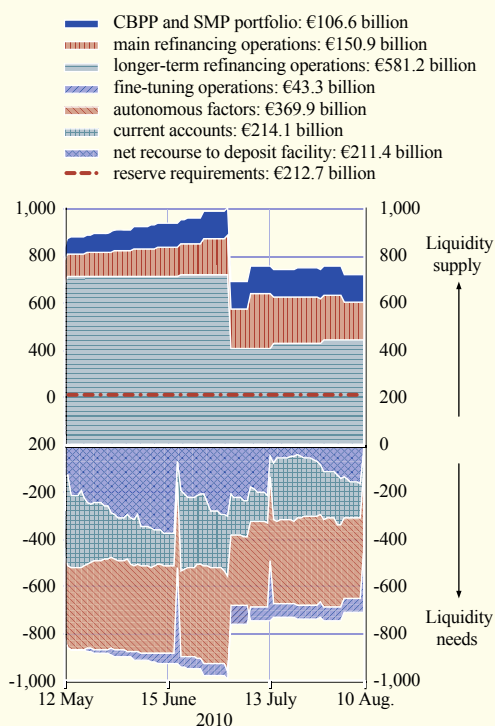 CBPP and SMP portfolio: €106.6 billion
main refinancing operations: €150.9 billion
longer-term refinancing operations: €581.2 billion
fine-tuning operations: €43.3 billion
autonomous factors: €369.9 billion
current accounts: €214.1 billion
net recourse to deposit facility: €211.4 billion
reserve requirements: €212.7 billion
1,000 1,000
800 800
Liquidity
supply
600 600
400 400
0 200
200 0
-200 -200
-400 -400
-600 -600
Liquidity
needs
-800 -800
-1,000 -1,000
12 May 15 June 13 July 10 Aug.
2010